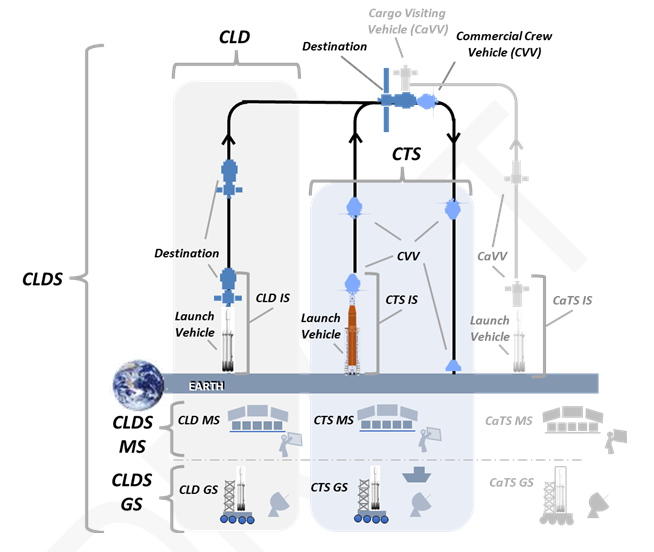 Cargo Visiting
Vehicle (CaVV)
CLD
Commercial Crew
Vehicle (CVV)
Destination
CTS
Destination
CVV
CaVV
CLDS
CLD IS
CTS IS
CaTS IS
Launch
Vehicle
Launch
Vehicle
Launch
Vehicle
EARTH
CLDS
MS
CLD MS
CTS MS
CaTS MS
CLDS
GS
CLD GS
CTS GS
CaTS GS